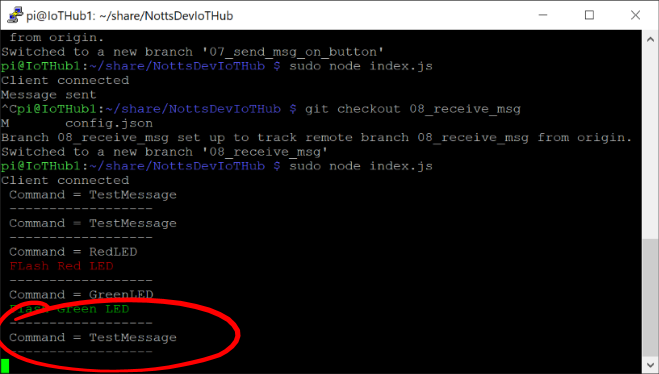 pi@IoTHub1: ~/share/NottsDevIoTHub
from origin.
Switched to a new branch '07_send_msg_on_button'
pi@IoTHub1:~/share/NottsDevIoTHub $ sudo node index.js
Client connected
Message sent
^Cpi@IoTHub1:~/share/NottsDevIoTHub $ git checkout 08_receive_msg
M       config.json
Branch 08_receive_msg set up to track remote branch 08_receive_msg from origin.
Switched to a new branch '08_receive_msg'
pi@IoTHub1:~/share/NottsDevIoTHub $ sudo node index.js
Client connected
Command = TestMessage
------------------
Command = TestMessage
------------------
Command = RedLED
FLash Red LED
------------------
Command = GreenLED
FLash Green LED
------------------
Command = TestMessage
------------------